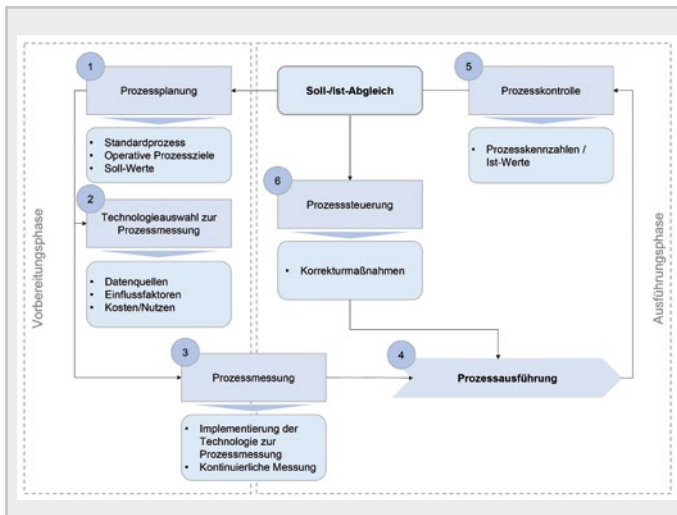 Vorbereitungsphase
1
Prozessplanung
• Standardprozess
• Operative Prozessziele
• Soll-Werte
2
Technologieauswahl zur
Prozessmessung
• Datenquellen
• Einflussfaktoren
• Kosten/Nutzen
3
Prozessmessung
• Implementierung der
Technologie zur
Prozessmessung
• Kontinuierliche Messung
Soll-/Ist-Abgleich
4
Prozessausführung
5
Prozesskontrolle
• Prozesskennzahlen /
Ist-Werte
6
Prozesssteuerung
• Korrekturmaßnahmen
Ausführungsphase